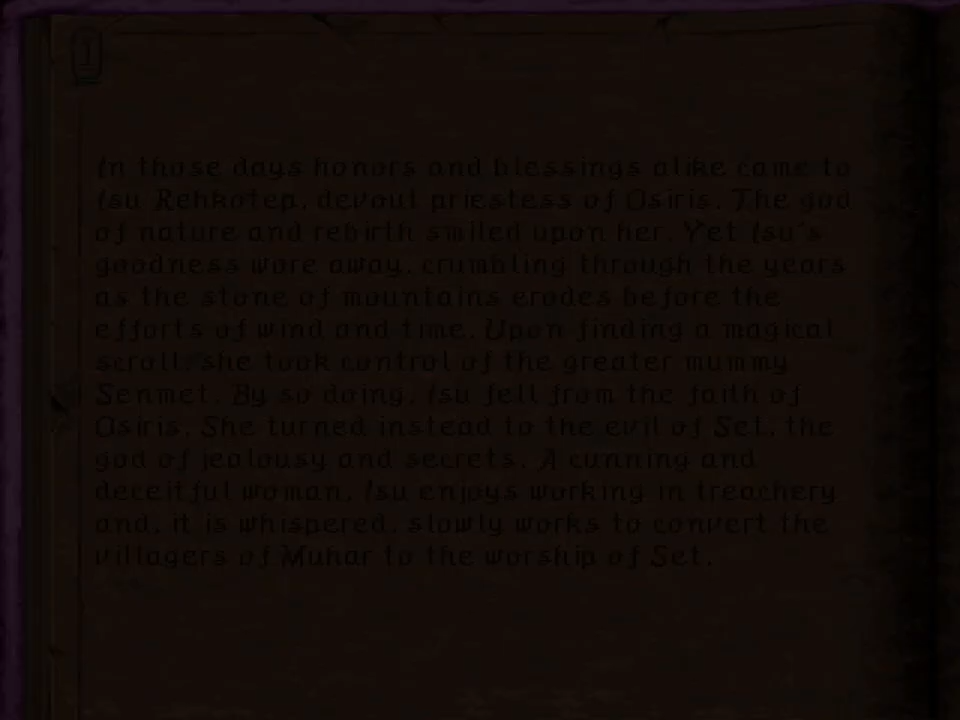 In those days honors and blessings alike came to
Isu Rehkotep, devout priestess of Osiris. The god
of nature and rebirth smiled upon her. Yet Isu's
goodness wore away, crumbling through the years
as the stone of mountains erodes before the
efforts of wind and time. Upon finding a magical
scroll, she took control of the greater mummy
Senmet. By so doing, Isu fell from the faith of
Osiris. She turned instead to the evil of Set, the
god of jealousy and secrets. A cunning and
deceitful woman, Isu enjoys working in treachery
and, it is whispered, slowly works to convert the
villagers of Muhar to the worship of Set.